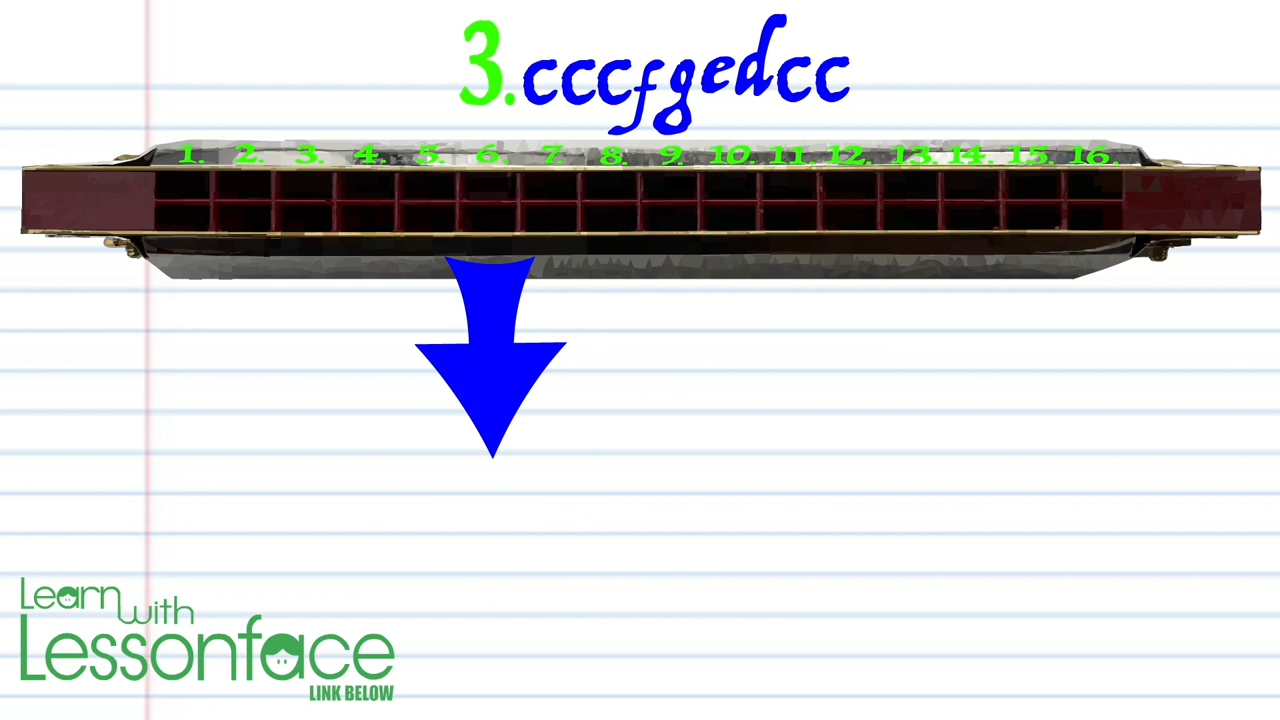 3.cccfgedcc
1. 2. 3. 4. 5. 6. 7. 8. 9. 10. 11. 12. 13. 14. 15. 16.
Learn with
Lessonface
LINK BELOW